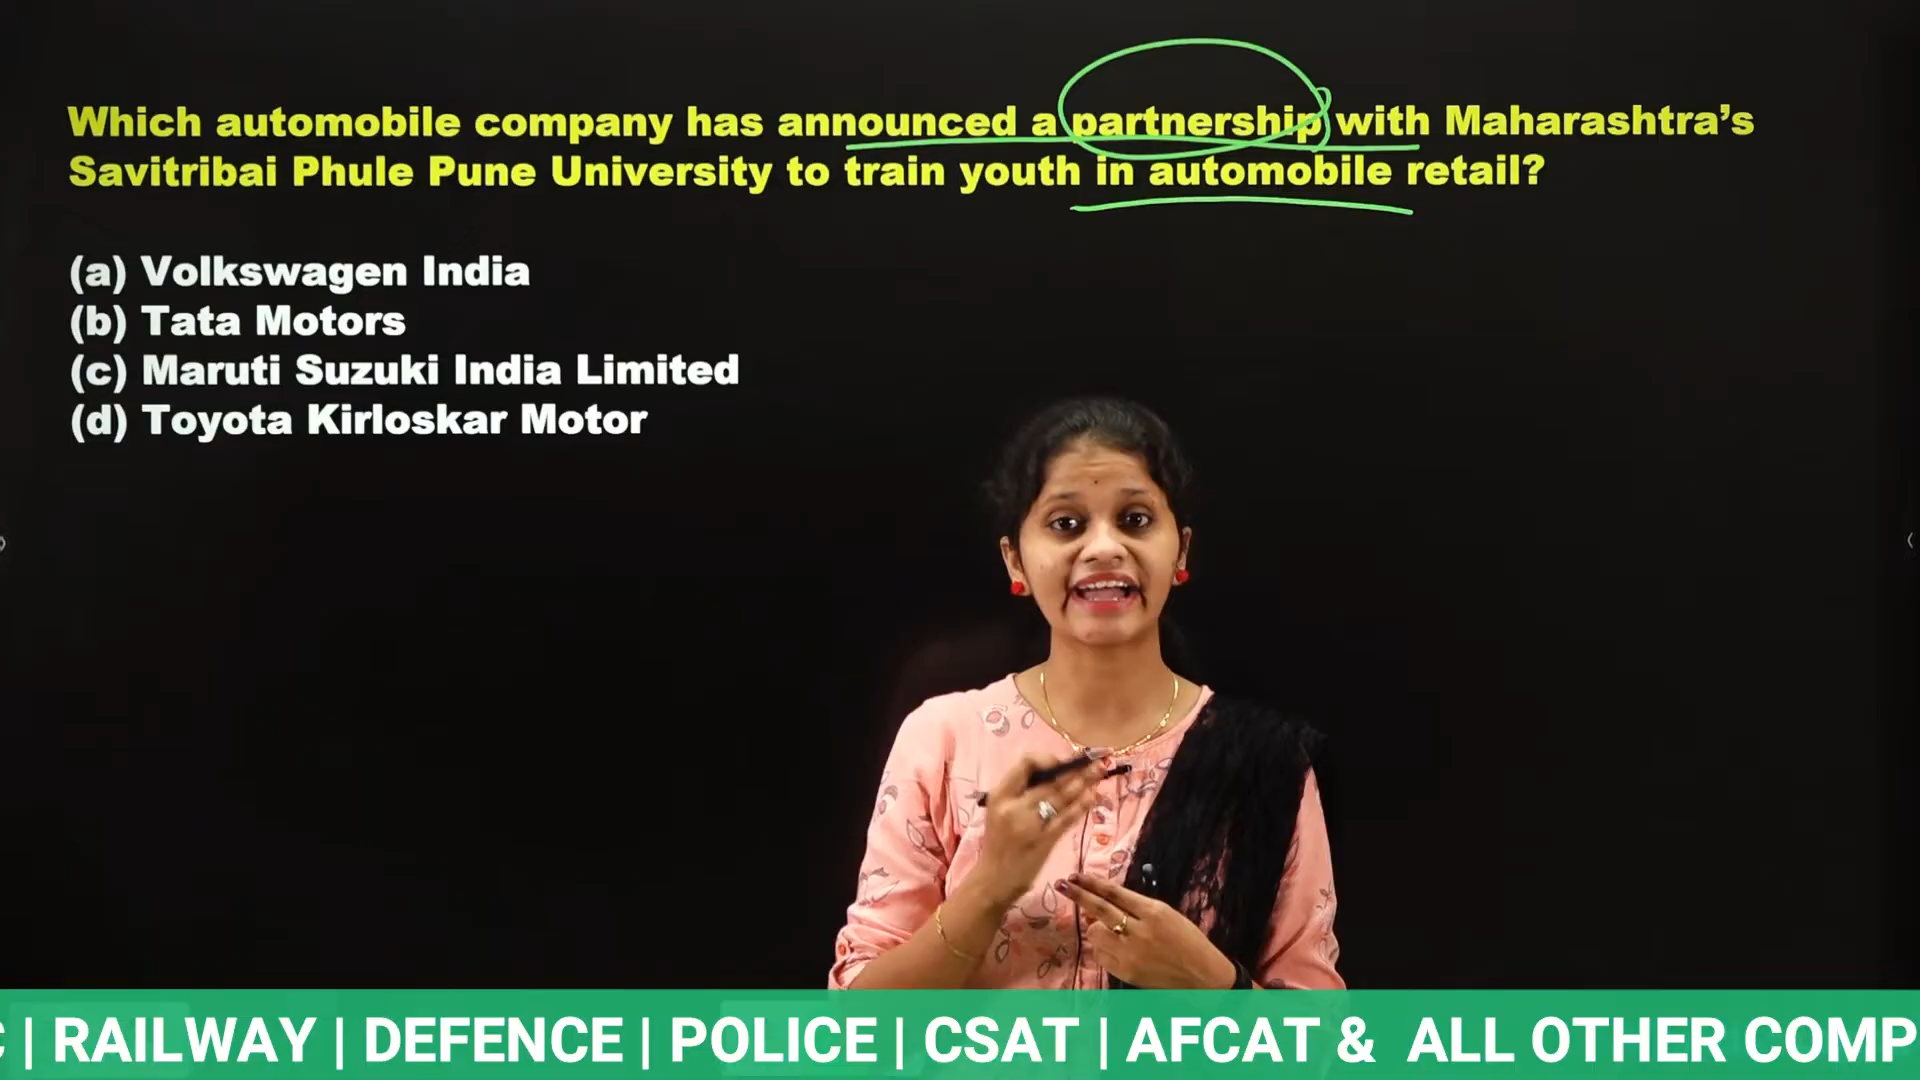 Which automobile company has announced a partnership with Maharashtra’s
Savitribai Phule Pune University to train youth in automobile retail?
(a) Volkswagen India
(b) Tata Motors
(c) Maruti Suzuki India Limited
(d) Toyota Kirloskar Motor
| RAILWAY | DEFENCE | POLICE | CSAT | AFCAT & ALL OTHER COMP